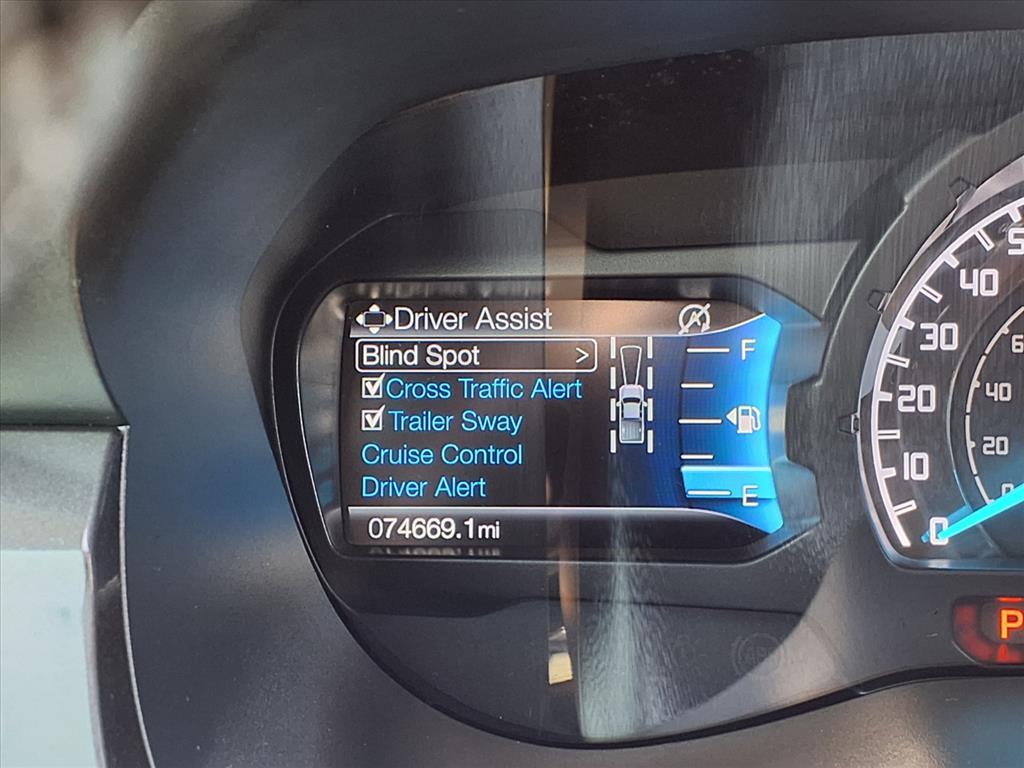 Driver Assist
Blind Spot >
Cross Traffic Alert
Trailer Sway
Cruise Control
Driver Alert
074669.1mi
F
E
40
30
20
10
0
40
20
P